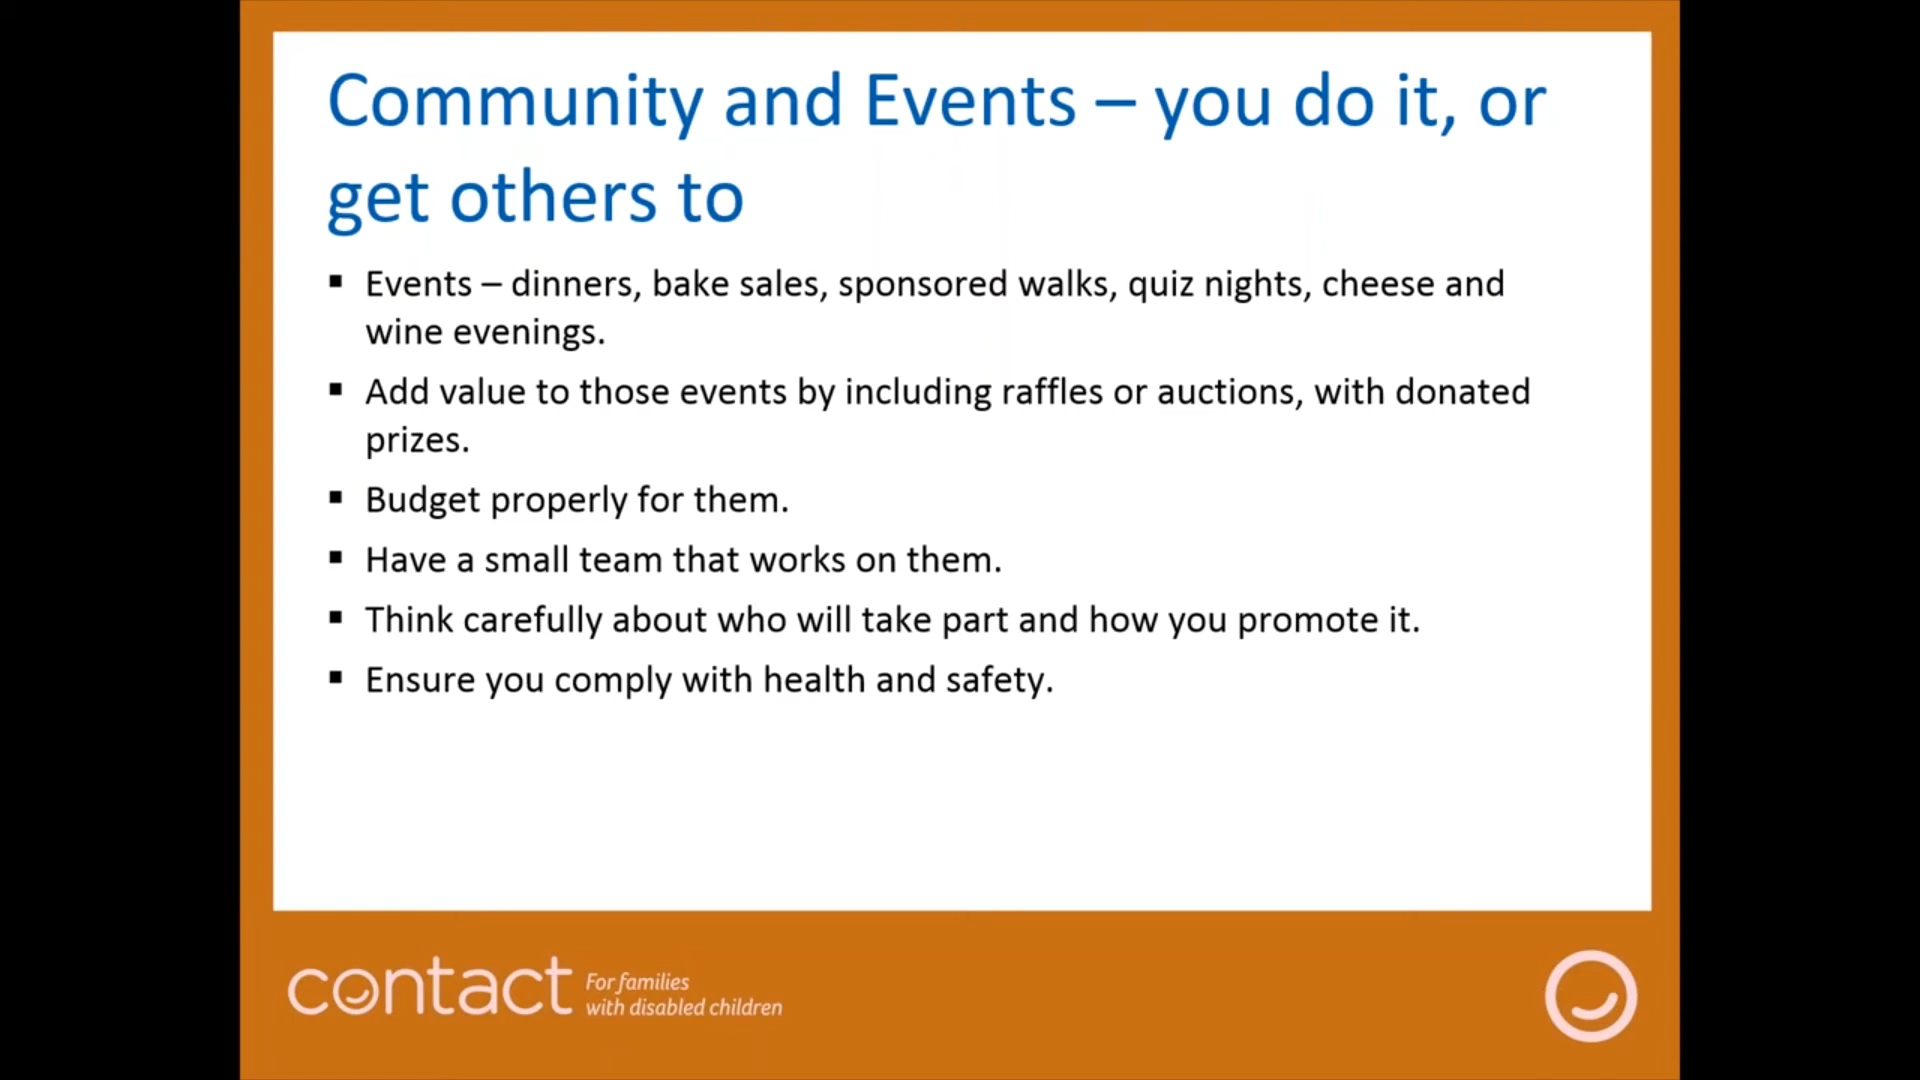 Community and Events – you do it, or
get others to
▪ Events – dinners, bake sales, sponsored walks, quiz nights, cheese and
wine evenings.
▪ Add value to those events by including raffles or auctions, with donated
prizes.
▪ Budget properly for them.
▪ Have a small team that works on them.
▪ Think carefully about who will take part and how you promote it.
▪ Ensure you comply with health and safety.
contact
For families
with disabled children